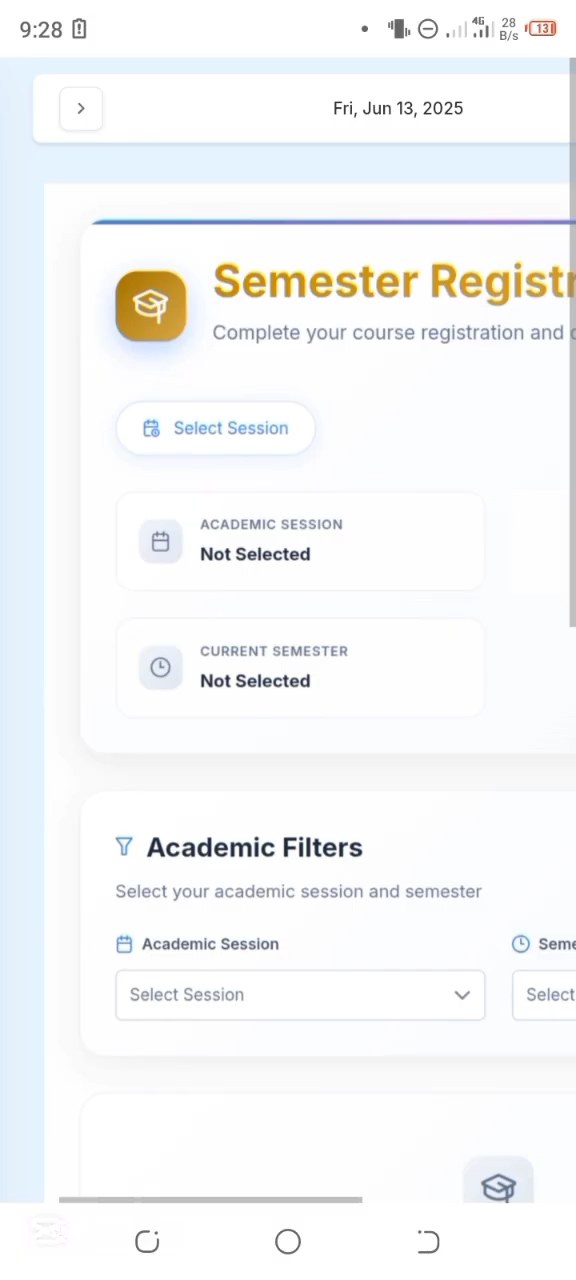 9:28
4G
28
B/s
13
Fri, Jun 13, 2025
Semester Registr
Complete your course registration and
Select Session
ACADEMIC SESSION
Not Selected
CURRENT SEMESTER
Not Selected
Academic Filters
Select your academic session and semester
Academic Session
Seme
Select Session
Select